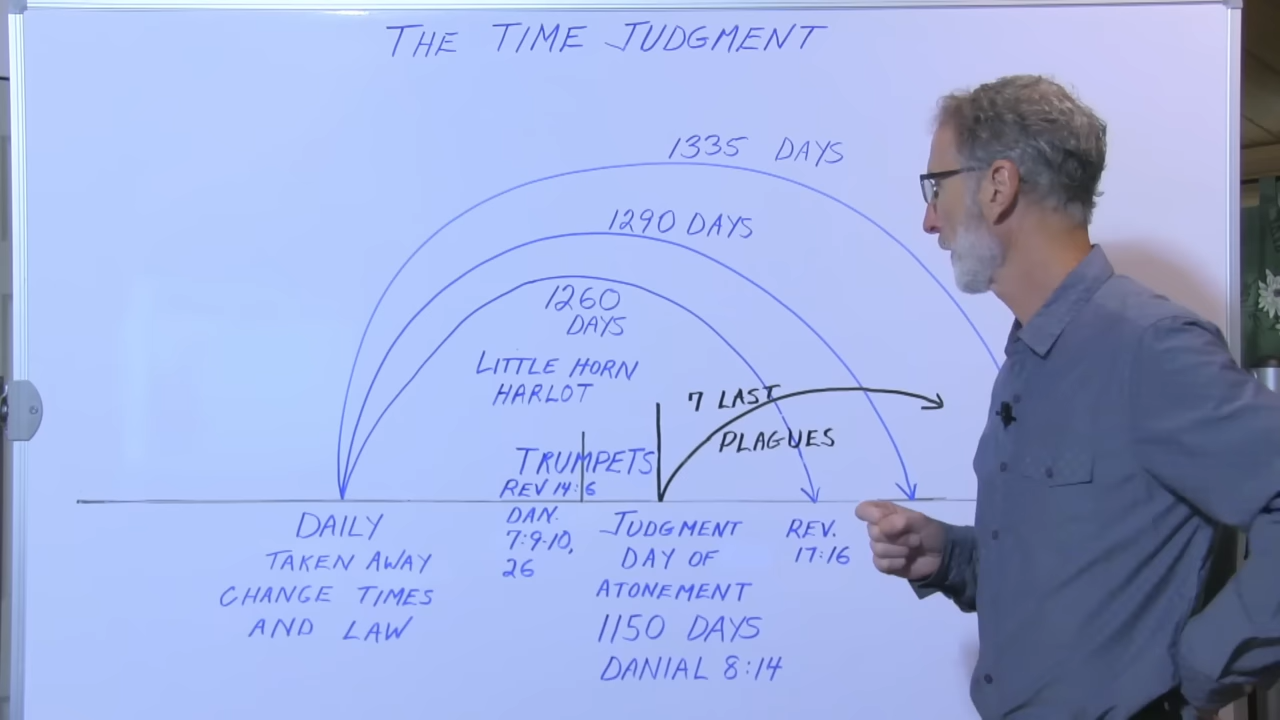 THE TIME JUDGMENT
1335 DAYS
1290 DAYS
1260
DAYS
LITTLE HORN
HARLOT
7 LAST
PLAGUES
TRUMPETS
REV 14:6
DAILY
TAKEN AWAY
CHANGE TIMES
AND LAW
DAN.
7:9-10,
26
JUDGMENT
DAY OF
ATONEMENT
1150 DAYS
DANIAL 8:14
REV.
17:16